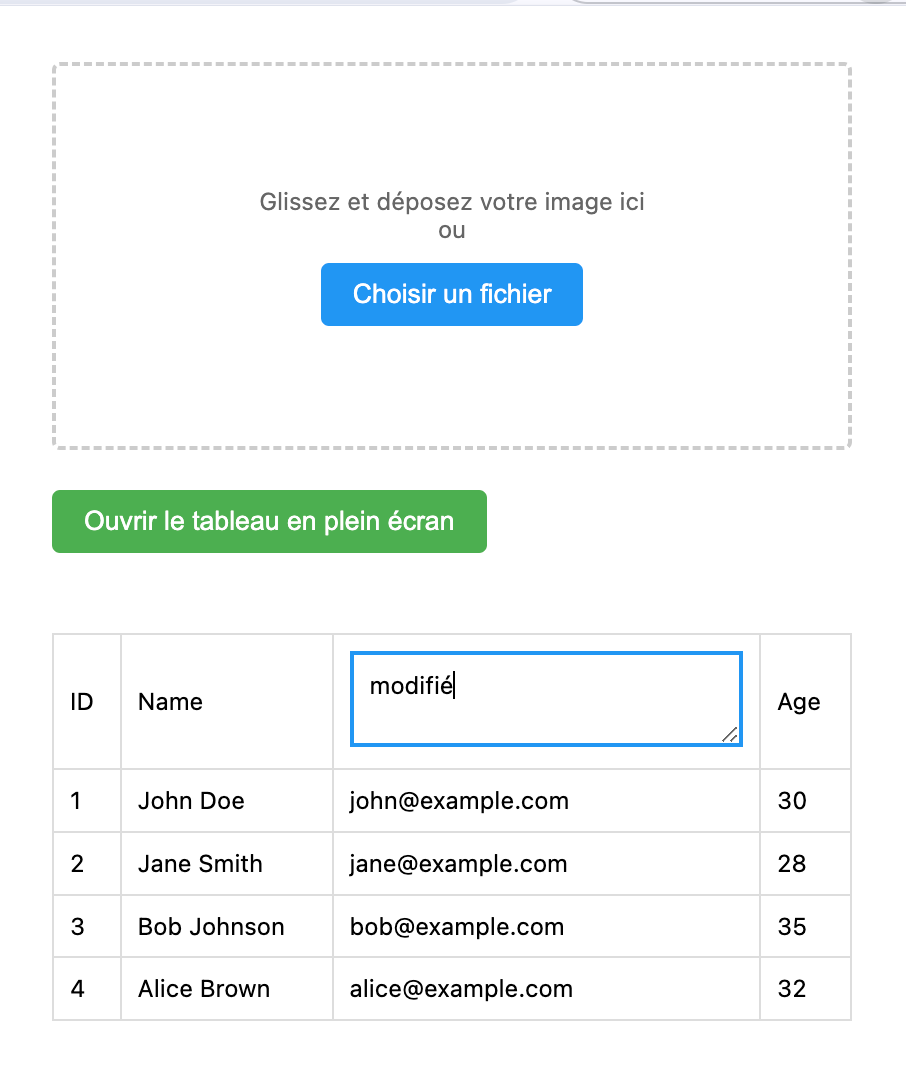 Glissez et déposez votre image ici
ou
Choisir un fichier
Ouvrir le tableau en plein écran
ID Name modifié Age
1 John Doe john@example.com 30
2 Jane Smith jane@example.com 28
3 Bob Johnson bob@example.com 35
4 Alice Brown alice@example.com 32